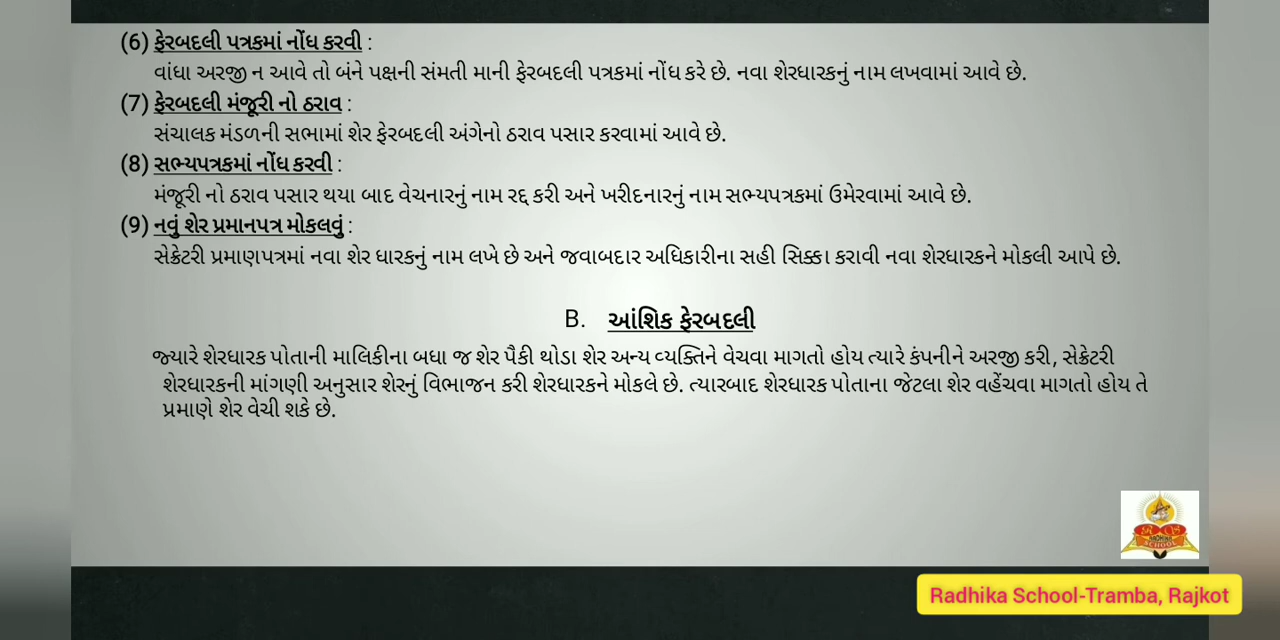 (6) ફેરબદલી પત્રકમાં નોંધ કરવી :
વાંધા અરજી ન આવે તો બંને પક્ષની સંમતી માની ફેરબદલી પત્રકમાં નોંધ કરે છે. નવા શેરધારકનું નામ લખવામાં આવે છે.
(7) ફેરબદલી મંજૂરી નો ઠરાવ :
સંચાલક મંડળની સભામાં શેર ફેરબદલી અંગેનો ઠરાવ પસાર કરવામાં આવે છે.
(8) સભ્યપત્રકમાં નોંધ કરવી :
મંજૂરી નો ઠરાવ પસાર થયા બાદ વેચનારનું નામ રદ્દ કરી અને ખરીદનારનું નામ સભ્યપત્રકમાં ઉમેરવામાં આવે છે.
(9) નવું શેર પ્રમાનપત્ર મોકલવું :
સેક્રેટરી પ્રમાણપત્રમાં નવા શેર ધારકનું નામ લખે છે અને જવાબદાર અધિકારીના સહી સિક્કા કરાવી નવા શેરધારકને મોકલી આપે છે.
B. આંશિક ફેરબદલી
જ્યારે શેરધારક પોતાની માલિકીના બધા જ શેર પૈકી થોડા શેર અન્ય વ્યક્તિને વેચવા માગતો હોય ત્યારે કંપનીને અરજી કરી, સેક્રેટરી
શેરધારકની માંગણી અનુસાર શેરનું વિભાજન કરી શેરધારકને મોકલે છે. ત્યારબાદ શેરધારક પોતાના જેટલા શેર વહેંચવા માગતો હોય તે
પ્રમાણે શેર વેચી શકે છે.
RADHIKA
SCHOOL
Radhika School-Tramba, Rajkot